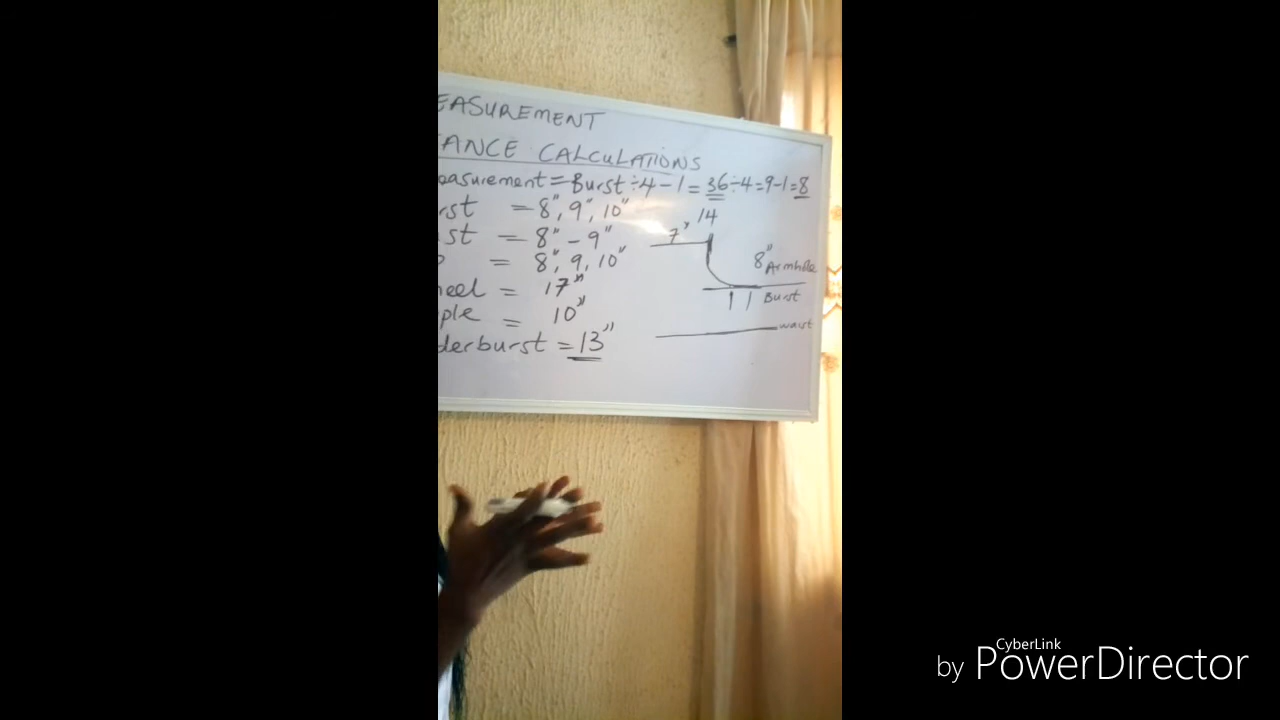 EASUREMENT
ANCE CALCULATIONS
easurement = Burst ÷ 4 - 1 = 36 ÷ 4 = 9 - 1 = 8
rst = 8", 9", 10"
14
7"
st = 8" - 9"
= 8", 9, 10"
8" Armhole
heel = 17"
Burst
ple = 10"
waist
derburst = 13"
CyberLink
by PowerDirector